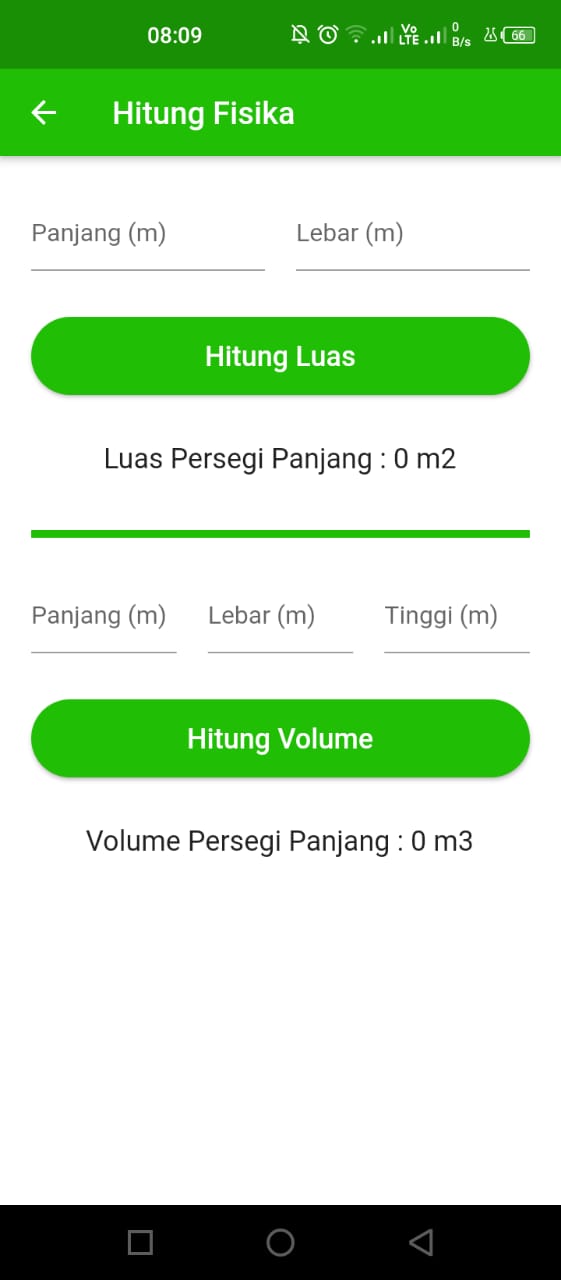 08:09 Vo LTE 0 B/s 66
Hitung Fisika
Panjang (m) Lebar (m)
Hitung Luas
Luas Persegi Panjang : 0 m2
Panjang (m) Lebar (m) Tinggi (m)
Hitung Volume
Volume Persegi Panjang : 0 m3